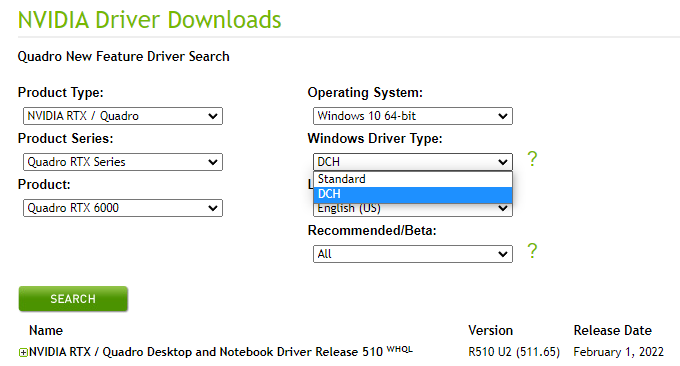 NVIDIA Driver Downloads
Quadro New Feature Driver Search
Product Type:
NVIDIA RTX / Quadro
Operating System:
Windows 10 64-bit
Product Series:
Quadro RTX Series
Windows Driver Type:
DCH
?
Standard
DCH
Product:
Quadro RTX 6000
English (US)
Recommended/Beta:
All
?
SEARCH
Name Version Release Date
NVIDIA RTX / Quadro Desktop and Notebook Driver Release 510 WHQL R510 U2 (511.65) February 1, 2022